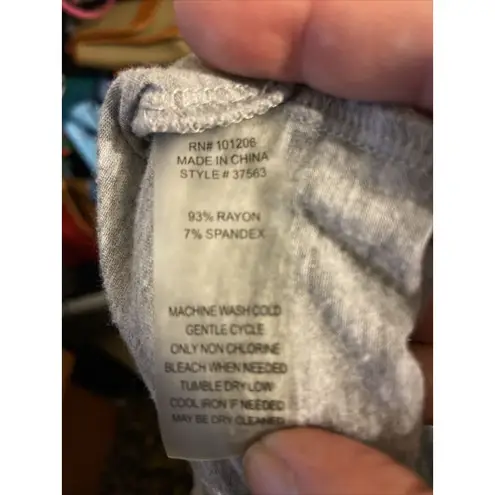 RN# 101206
MADE IN CHINA
STYLE # 37563
93% RAYON
7% SPANDEX
MACHINE WASH COLD
GENTLE CYCLE
ONLY NON CHLORINE
BLEACH WHEN NEEDED
TUMBLE DRY LOW
COOL IRON IF NEEDED
MAY BE DRY CLEANED